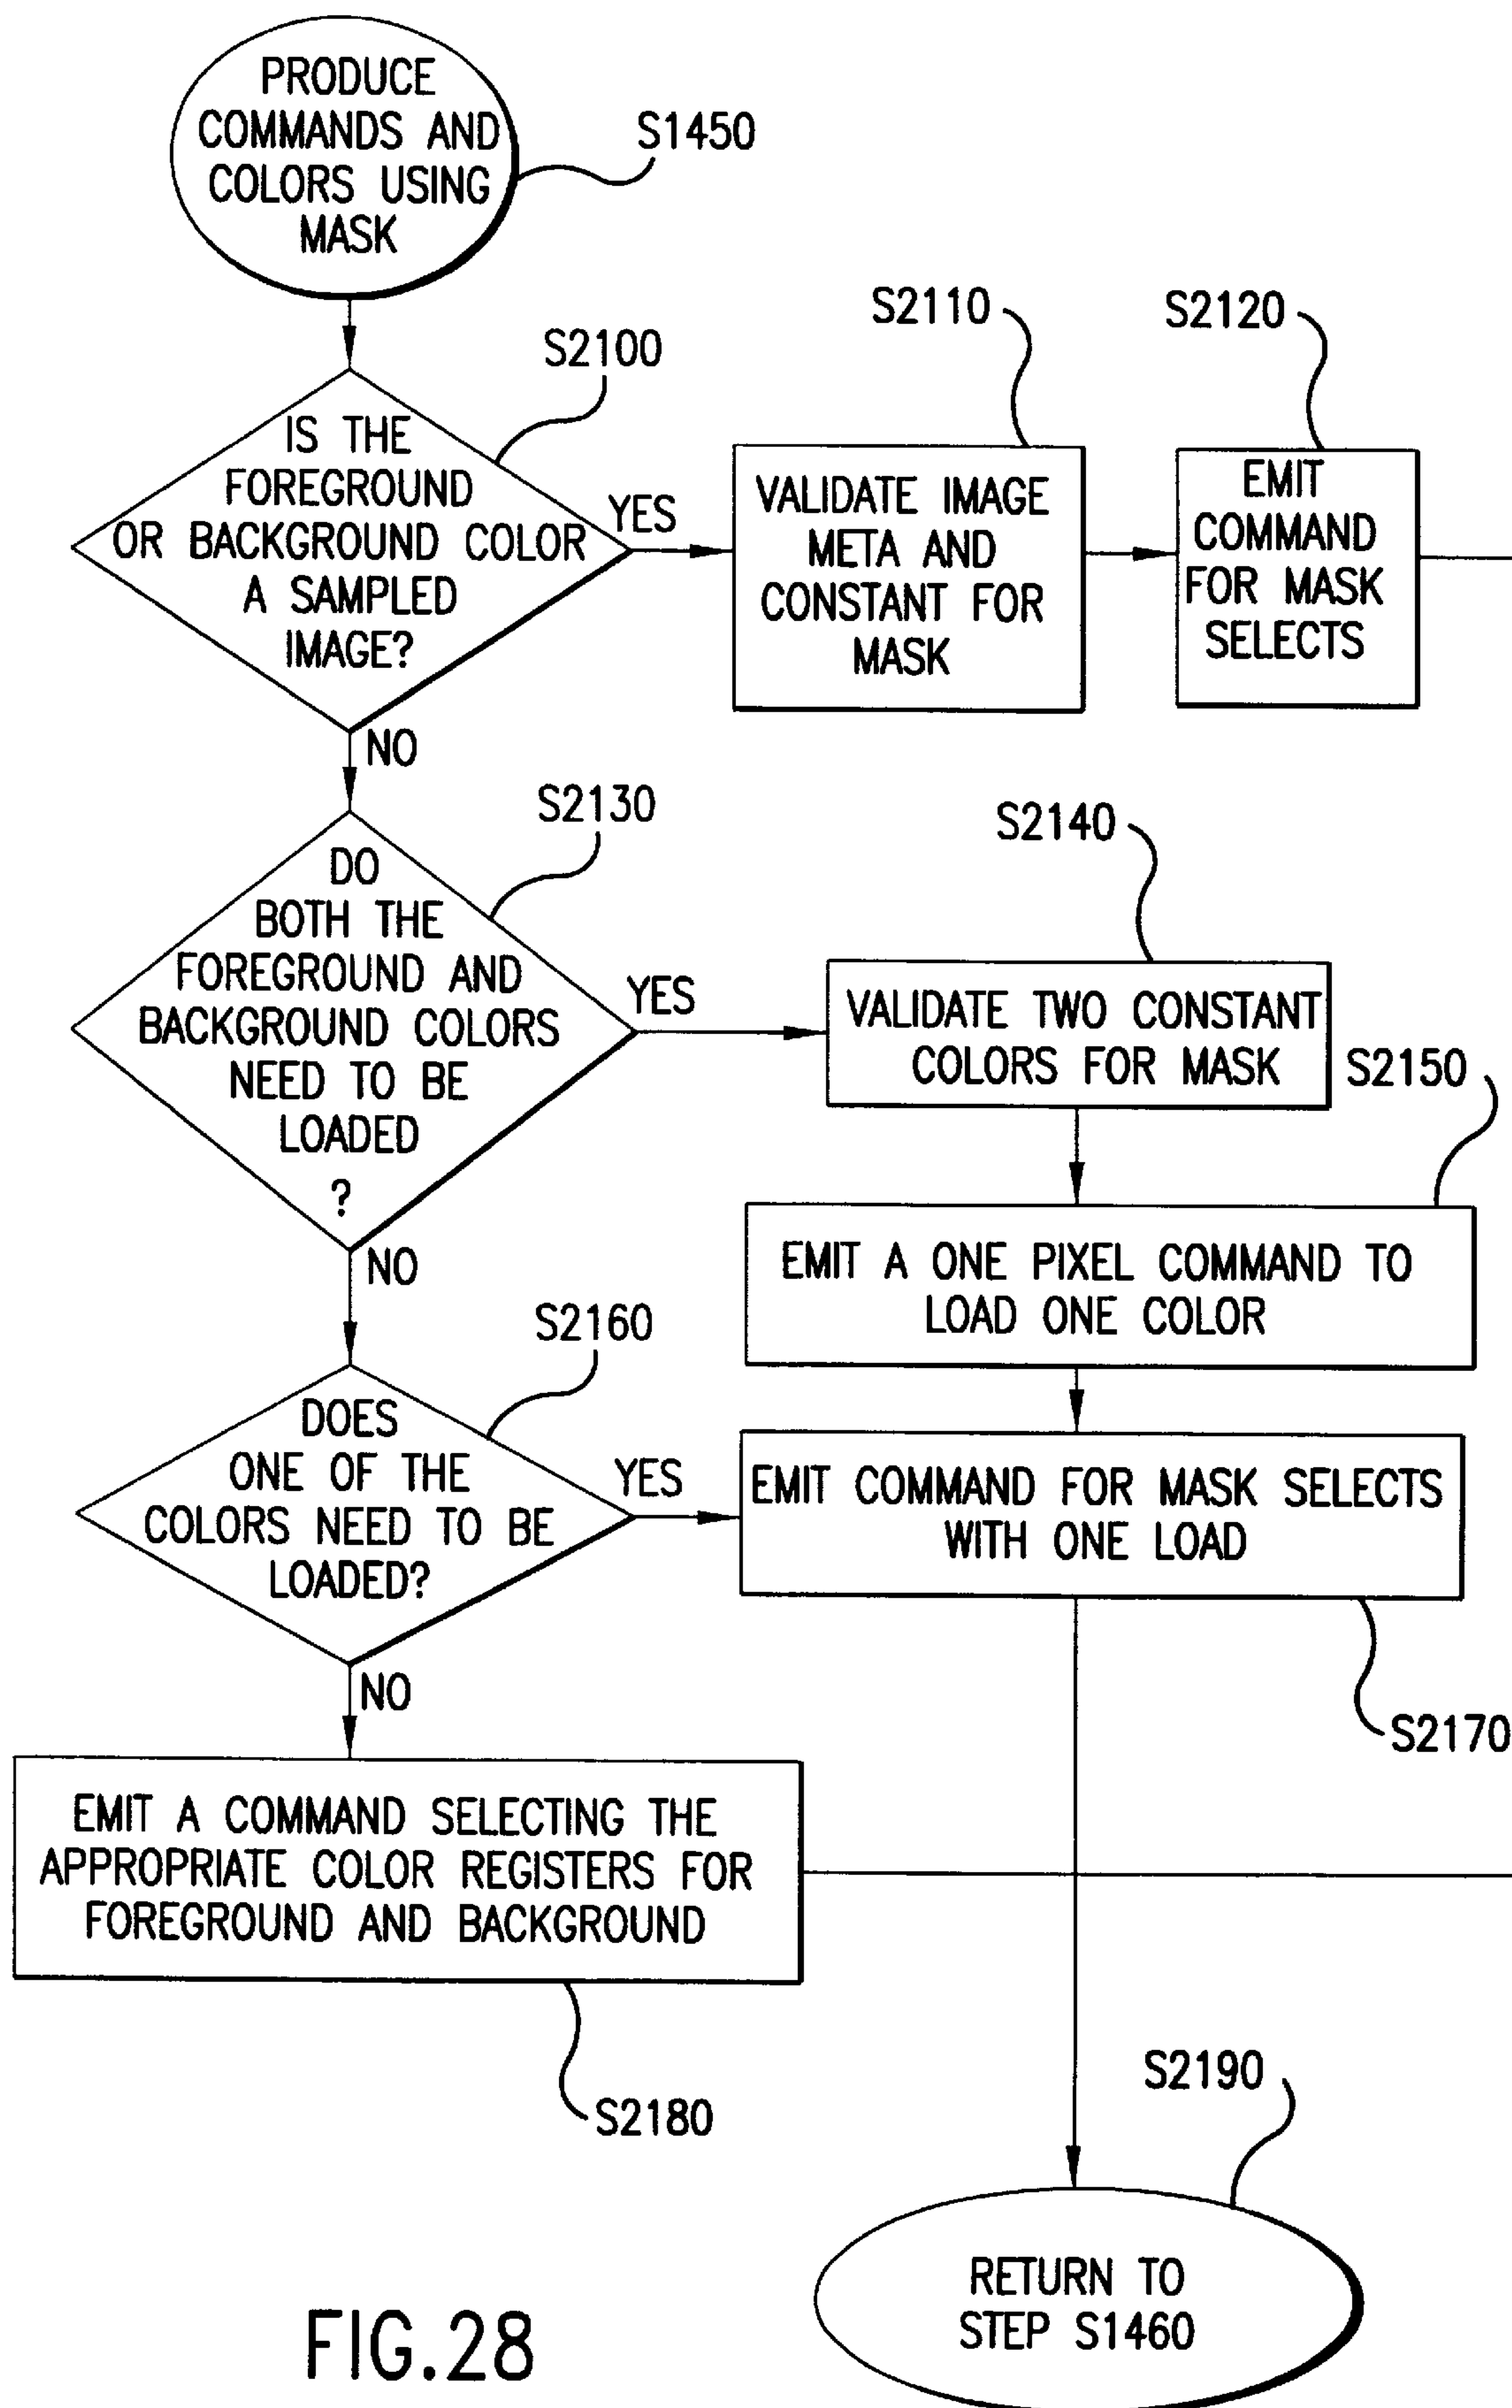 PRODUCE
COMMANDS AND
COLORS USING
MASK
S1450
S2100
IS THE
FOREGROUND
OR BACKGROUND COLOR
A SAMPLED
IMAGE?
YES
S2110
VALIDATE IMAGE
META AND
CONSTANT FOR
MASK
S2120
EMIT
COMMAND
FOR MASK
SELECTS
NO
S2130
DO
BOTH THE
FOREGROUND AND
BACKGROUND COLORS
NEED TO BE
LOADED
?
YES
S2140
VALIDATE TWO CONSTANT
COLORS FOR MASK
S2150
EMIT A ONE PIXEL COMMAND TO
LOAD ONE COLOR
NO
S2160
DOES
ONE OF THE
COLORS NEED TO BE
LOADED?
YES
EMIT COMMAND FOR MASK SELECTS
WITH ONE LOAD
S2170
NO
EMIT A COMMAND SELECTING THE
APPROPRIATE COLOR REGISTERS FOR
FOREGROUND AND BACKGROUND
S2180
S2190
RETURN TO
STEP S1460
FIG.28